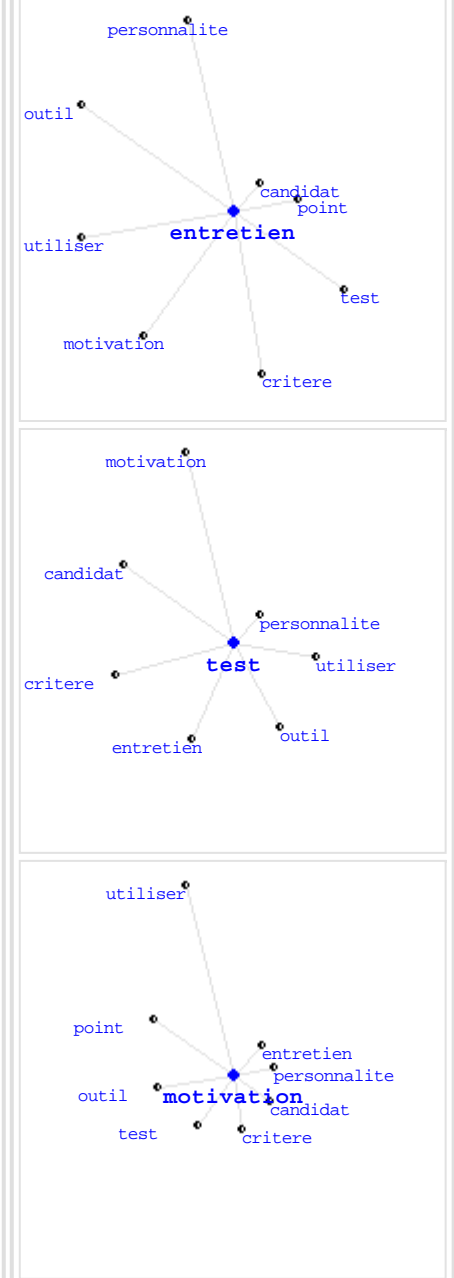 personnalite
outil
candidat
point
entretien
utiliser
test
motivation
critere
motivation
candidat
personnalite
test
utiliser
critere
outil
entretien
utiliser
point
entretien
personnalite
outil
motivation
candidat
test
critere